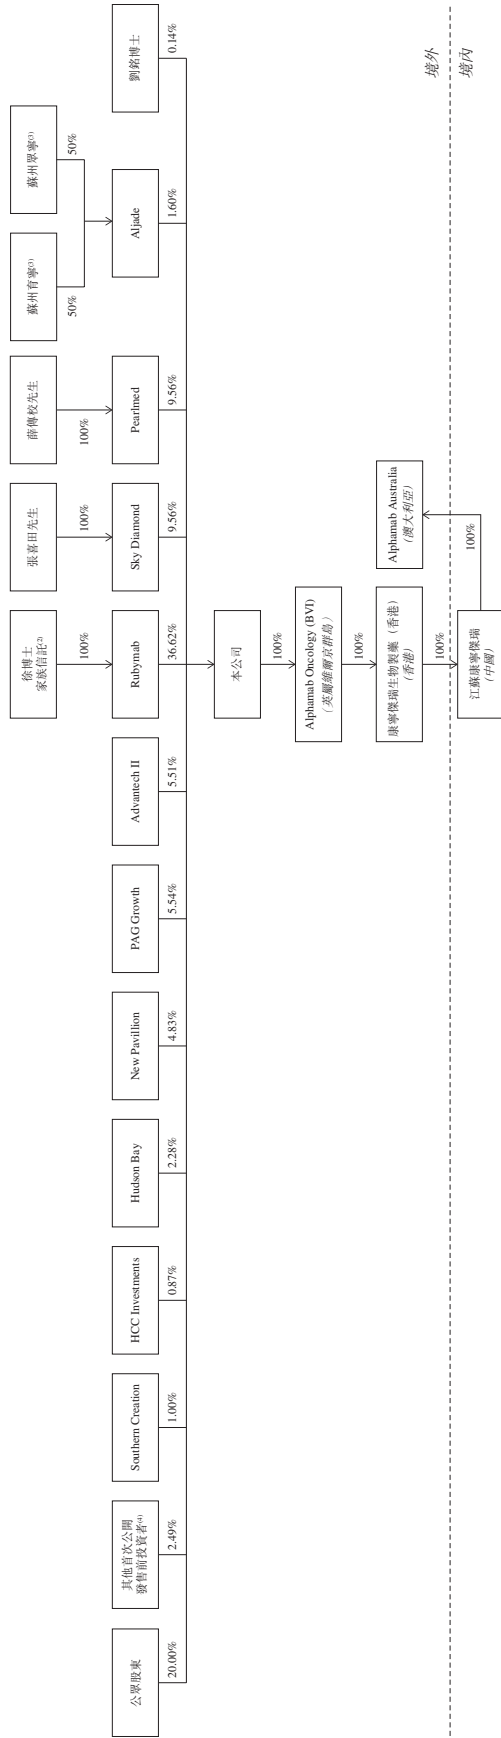 徐博士
家族信託(2)
張喜田先生
薛傳校先生
蘇州育寧(3)
蘇州眾寧(3)
100%
100%
100%
50%
50%
公眾股東
其他首次公開
發售前投資者(4)
Southern Creation
HCC Investments
Hudson Bay
New Pavillion
PAG Growth
Advantech II
Rubymab
Sky Diamond
Pearlmed
Aljade
劉銘博士
20.00%
2.49%
1.00%
0.87%
2.28%
4.83%
5.54%
5.51%
36.62%
9.56%
9.56%
1.60%
0.14%
本公司
100%
Alphamab Oncology (BVI)
(英屬維爾京群島)
100%
康寧傑瑞生物製藥（香港）
(香港)
Alphamab Australia
(澳大利亞)
100%
100%
境外
境內
江蘇康寧傑瑞
(中國)